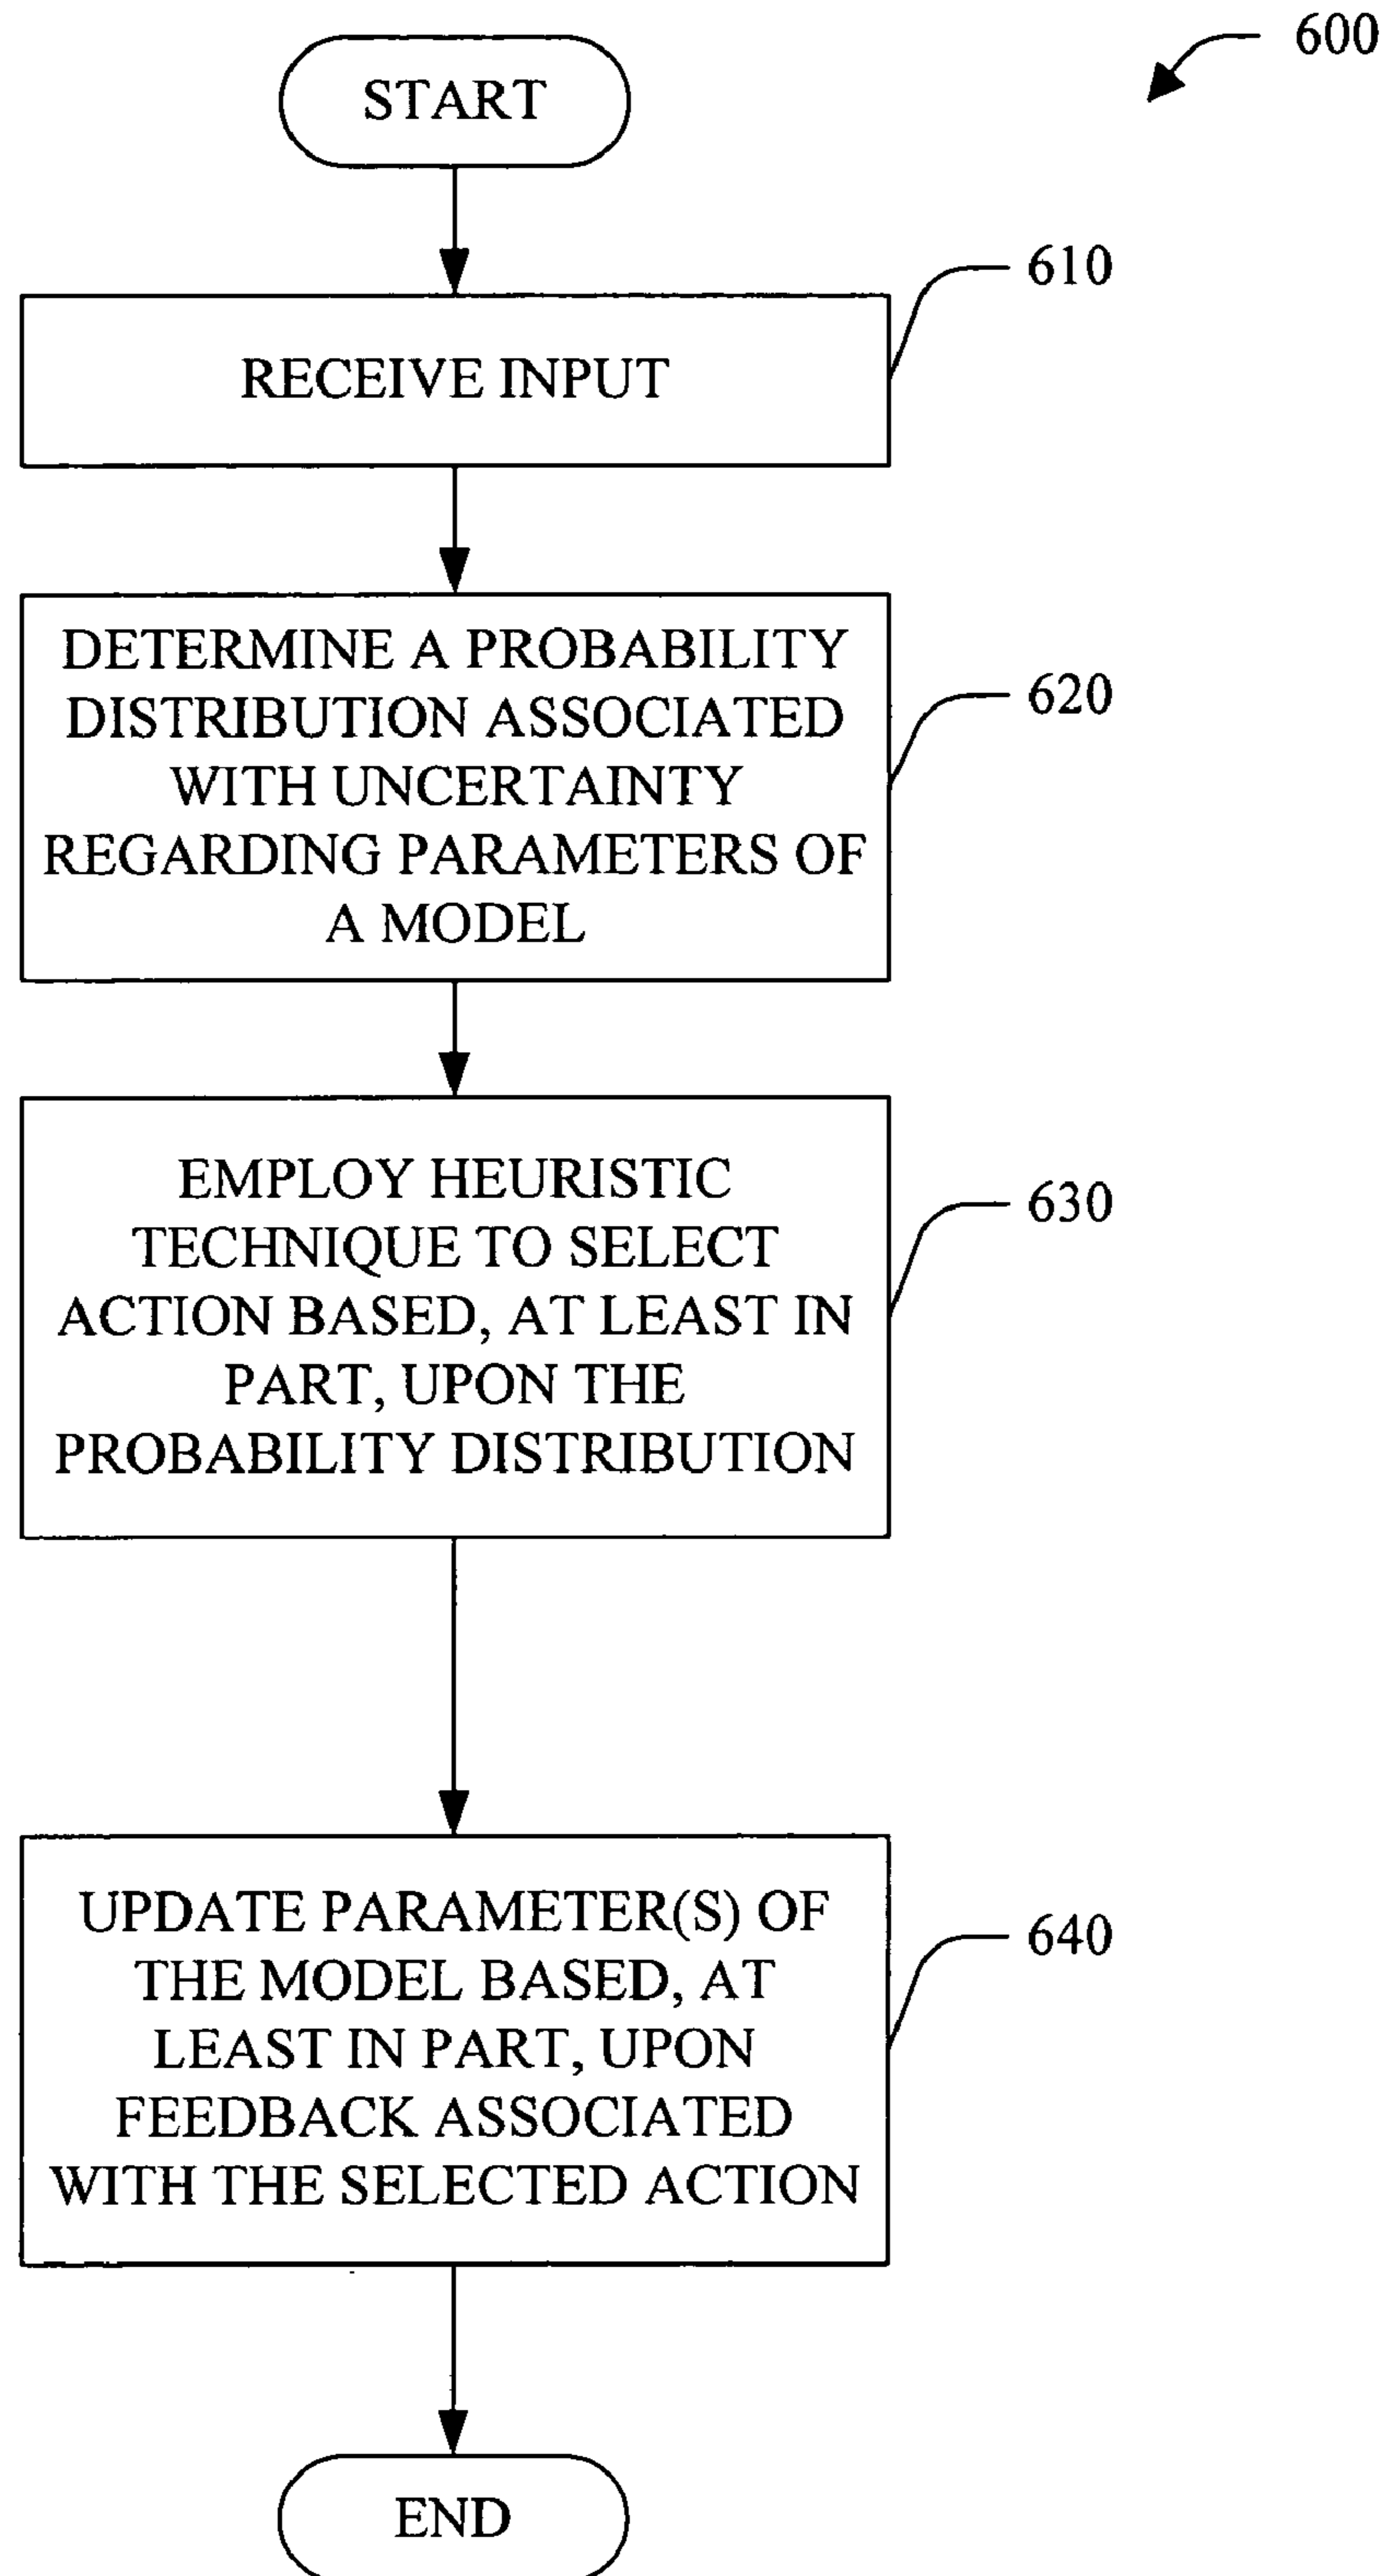 600
START
610
RECEIVE INPUT
DETERMINE A PROBABILITY
DISTRIBUTION ASSOCIATED
WITH UNCERTAINTY
REGARDING PARAMETERS OF
A MODEL
620
EMPLOY HEURISTIC
TECHNIQUE TO SELECT
ACTION BASED, AT LEAST IN
PART, UPON THE
PROBABILITY DISTRIBUTION
630
UPDATE PARAMETER(S) OF
THE MODEL BASED, AT
LEAST IN PART, UPON
FEEDBACK ASSOCIATED
WITH THE SELECTED ACTION
640
END